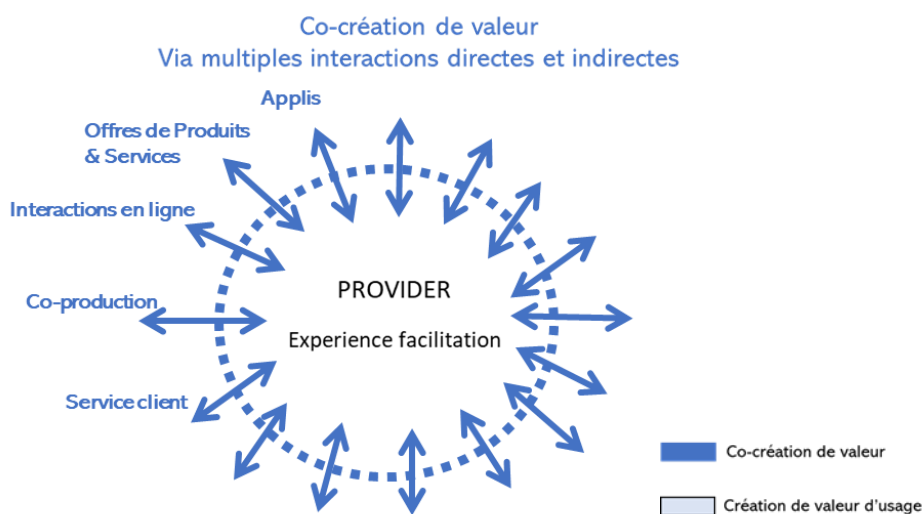 Co-création de valeur
Via multiples interactions directes et indirectes
Applis
Offres de Produits
& Services
Interactions en ligne
Co-production
Service client
PROVIDER
Experience facilitation
Co-création de valeur
Création de valeur d'usage